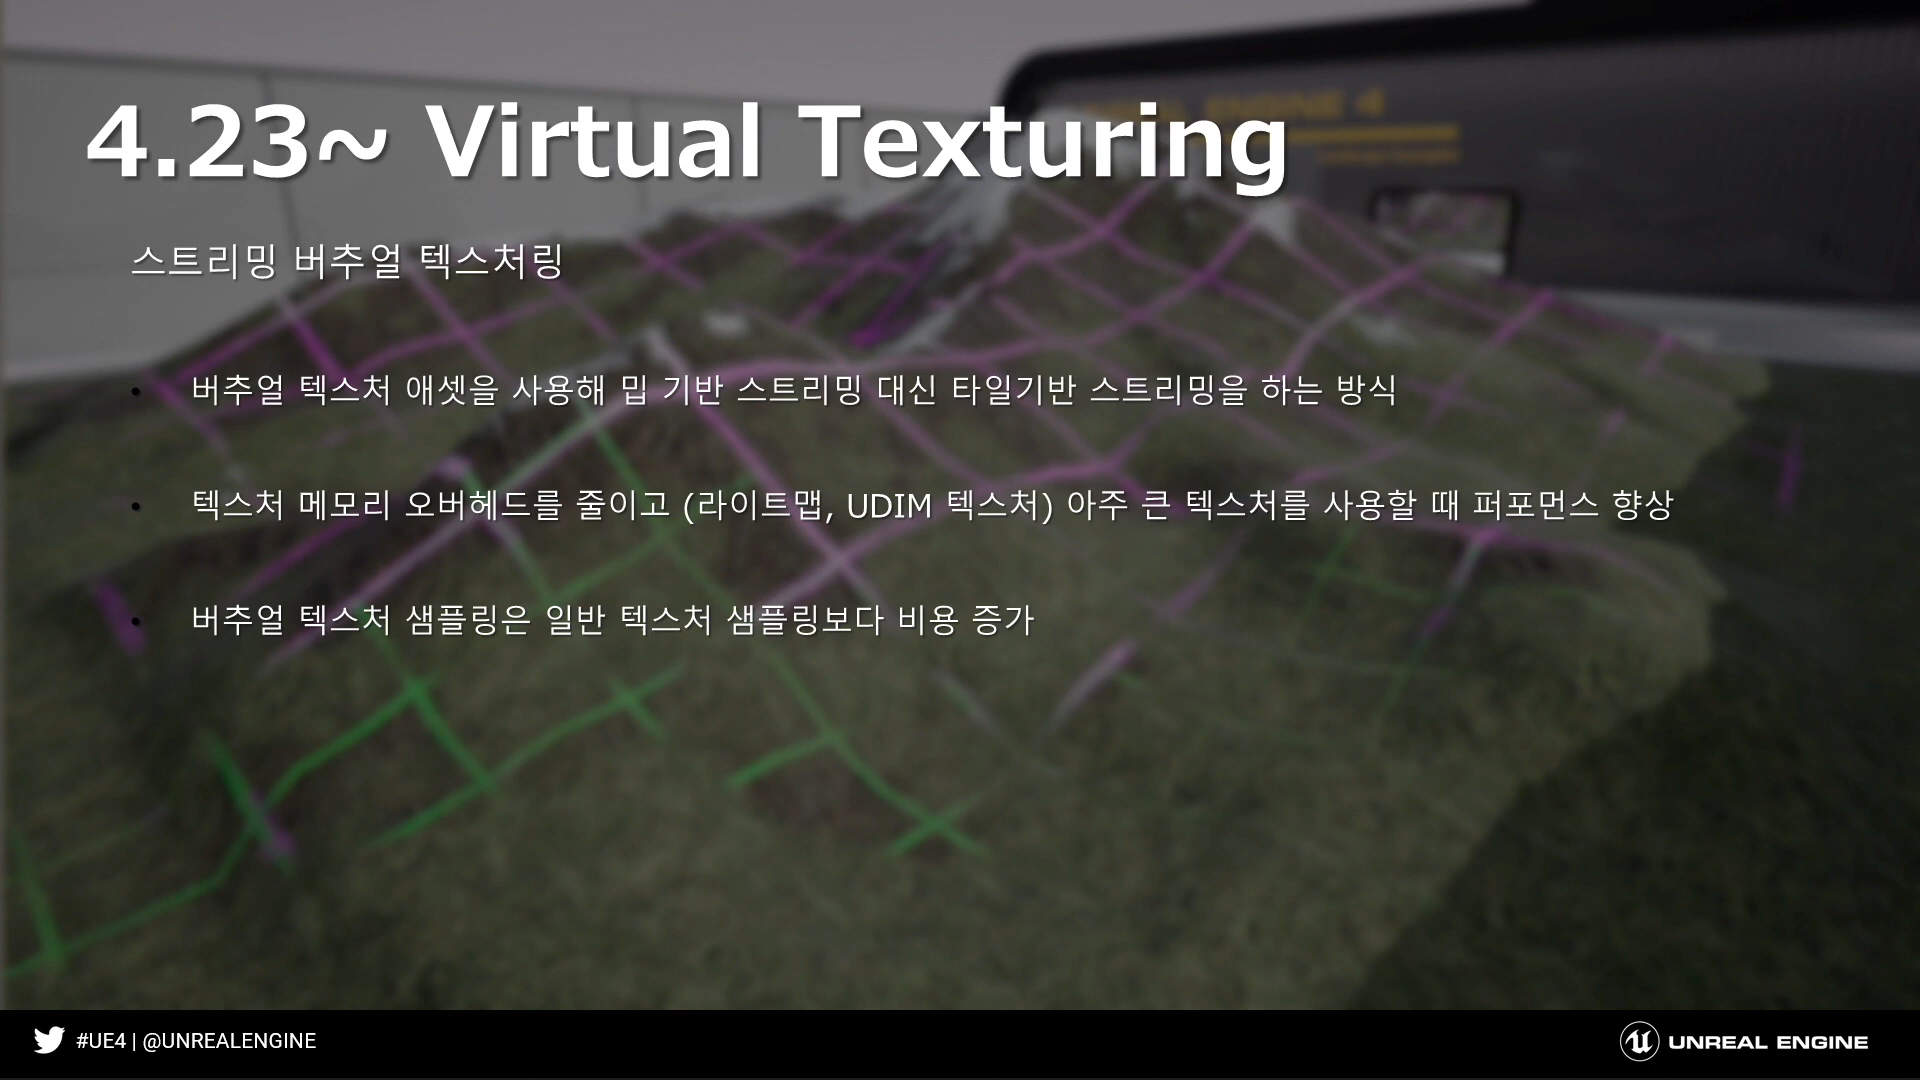 4.23~ Virtual Texturing
스트리밍 버추얼 텍스처링
• 버추얼 텍스처 애셋을 사용해 밉 기반 스트리밍 대신 타일기반 스트리밍을 하는 방식
• 텍스처 메모리 오버헤드를 줄이고 (라이트맵, UDIM 텍스처) 아주 큰 텍스처를 사용할 때 퍼포먼스 향상
• 버추얼 텍스처 샘플링은 일반 텍스처 샘플링보다 비용 증가
#UE4 | @UNREALENGINE
UNREAL ENGINE